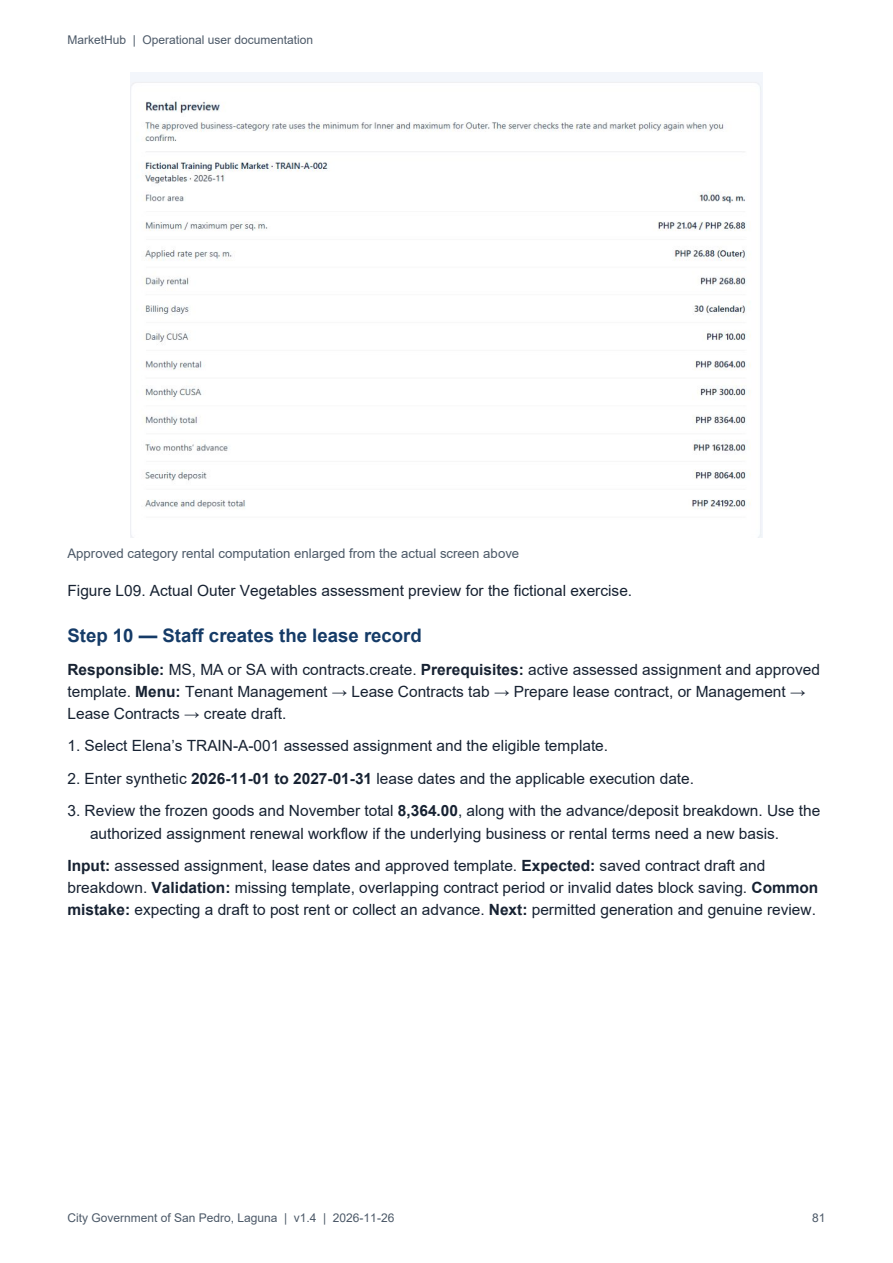 MarketHub | Operational user documentation
Rental preview
The approved business-category rate uses the minimum for Inner and maximum for Outer. The server checks the rate and market policy again when you
confirm.
Fictional Training Public Market · TRAIN-A-002
Vegetables · 2026-11
Floor area 10.00 sq. m.
Minimum / maximum per sq. m. PHP 21.04 / PHP 26.88
Applied rate per sq. m. PHP 26.88 (Outer)
Daily rental PHP 268.80
Billing days 30 (calendar)
Daily CUSA PHP 10.00
Monthly rental PHP 8064.00
Monthly CUSA PHP 300.00
Monthly total PHP 8364.00
Two months' advance PHP 16128.00
Security deposit PHP 8064.00
Advance and deposit total PHP 24192.00
Approved category rental computation enlarged from the actual screen above
Figure L09. Actual Outer Vegetables assessment preview for the fictional exercise.
Step 10 — Staff creates the lease record
Responsible: MS, MA or SA with contracts.create. Prerequisites: active assessed assignment and approved
template. Menu: Tenant Management → Lease Contracts tab → Prepare lease contract, or Management →
Lease Contracts → create draft.
1. Select Elena’s TRAIN-A-001 assessed assignment and the eligible template.
2. Enter synthetic 2026-11-01 to 2027-01-31 lease dates and the applicable execution date.
3. Review the frozen goods and November total 8,364.00, along with the advance/deposit breakdown. Use the
authorized assignment renewal workflow if the underlying business or rental terms need a new basis.
Input: assessed assignment, lease dates and approved template. Expected: saved contract draft and
breakdown. Validation: missing template, overlapping contract period or invalid dates block saving. Common
mistake: expecting a draft to post rent or collect an advance. Next: permitted generation and genuine review.
City Government of San Pedro, Laguna | v1.4 | 2026-11-26 81